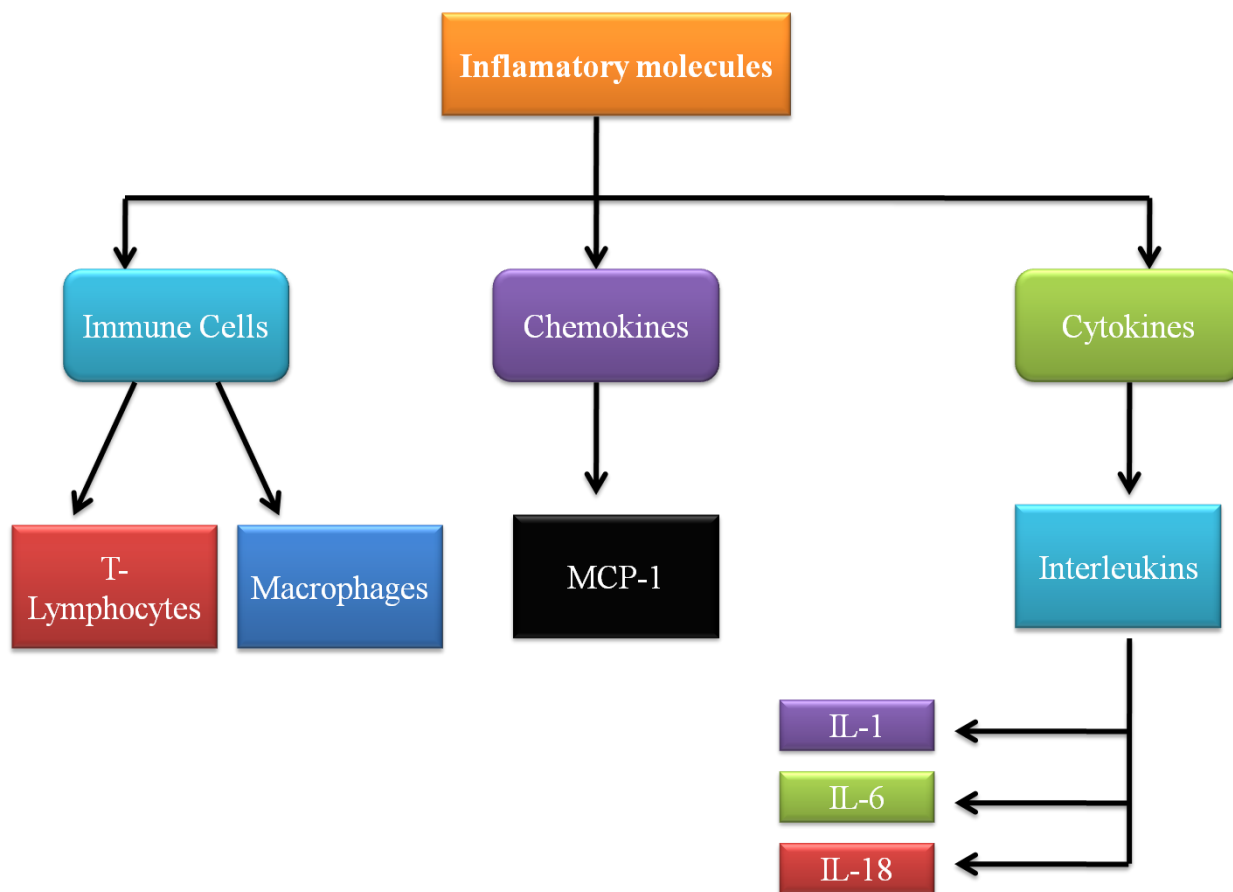 Inflamatory molecules
Immune Cells
Chemokines
Cytokines
T-
Lymphocytes
Macrophages
MCP-1
Interleukins
IL-1
IL-6
IL-18